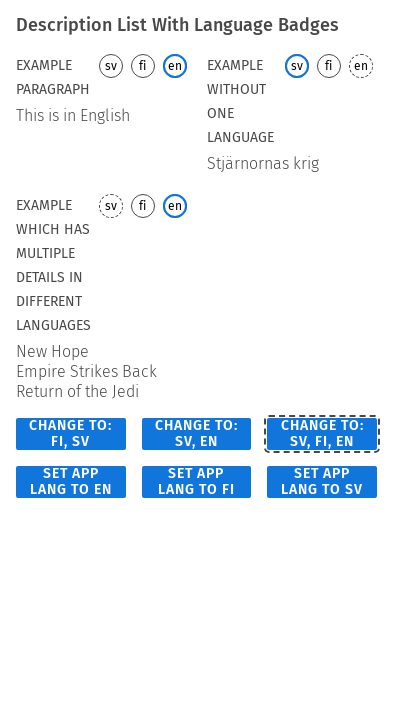 Description List With Language Badges
EXAMPLE PARAGRAPH
sv fi en
This is in English
EXAMPLE WITHOUT ONE LANGUAGE
sv fi en
Stjärnornas krig
EXAMPLE WHICH HAS MULTIPLE DETAILS IN DIFFERENT LANGUAGES
sv fi en
New Hope
Empire Strikes Back
Return of the Jedi
CHANGE TO: FI, SV
CHANGE TO: SV, EN
CHANGE TO: SV, FI, EN
SET APP LANG TO EN
SET APP LANG TO FI
SET APP LANG TO SV